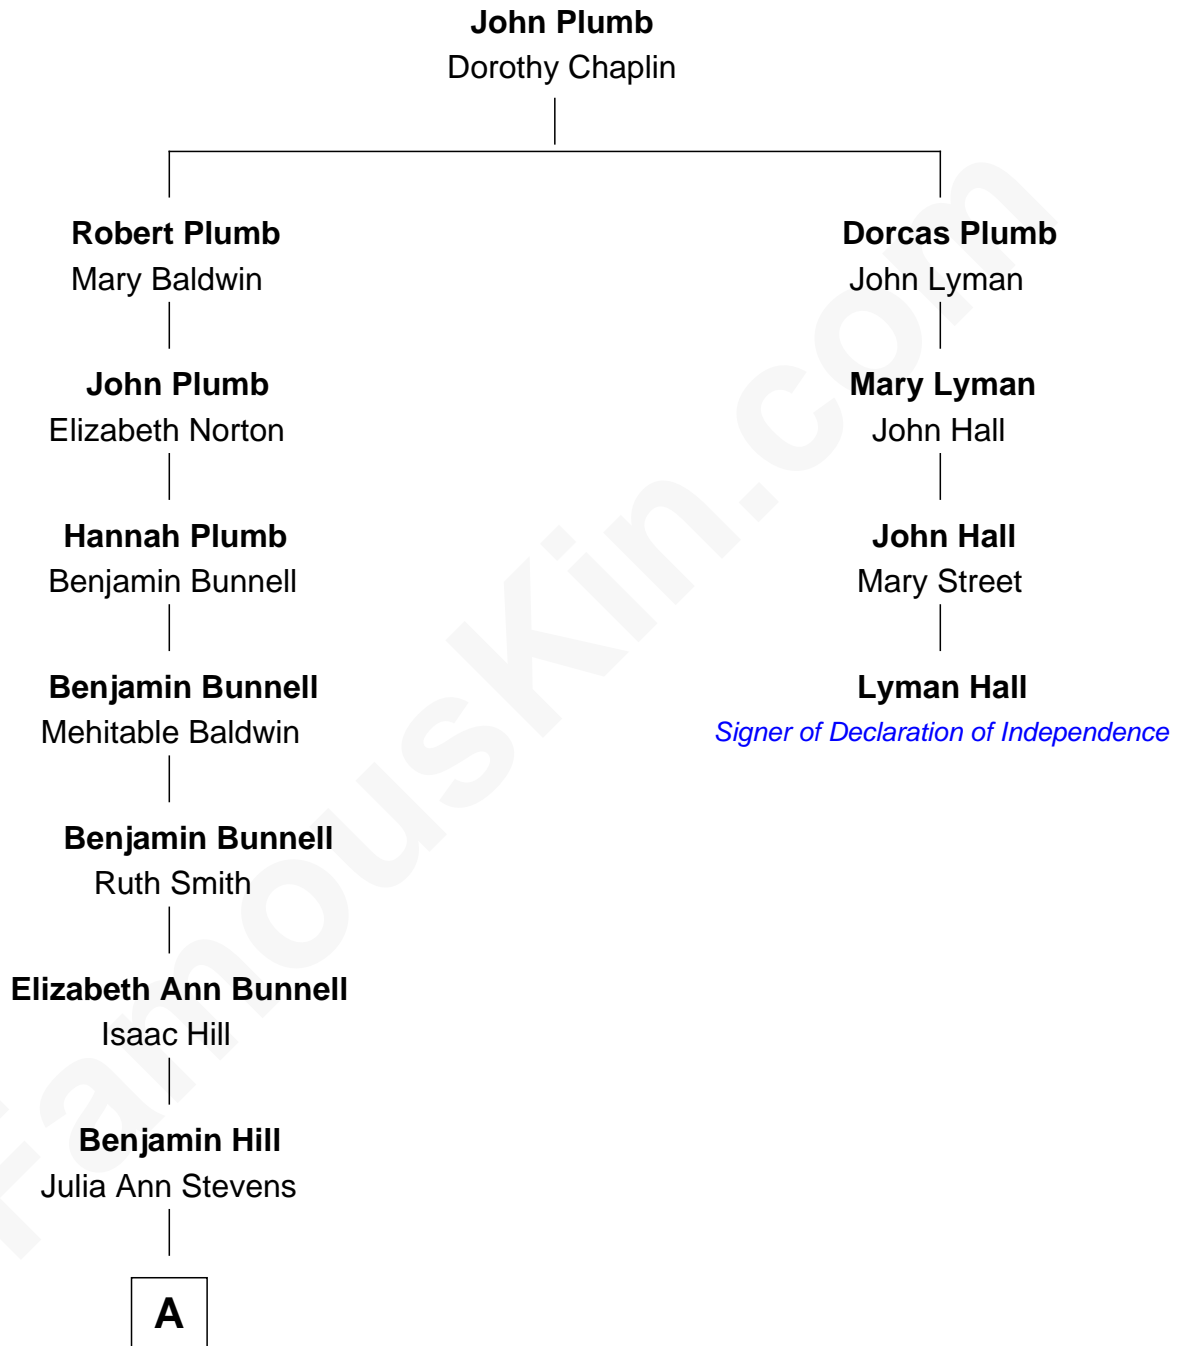 John Plumb
Dorothy Chaplin
Robert Plumb
Mary Baldwin
Dorcas Plumb
John Lyman
John Plumb
Elizabeth Norton
Mary Lyman
John Hall
Hannah Plumb
Benjamin Bunnell
John Hall
Mary Street
Benjamin Bunnell
Mehitable Baldwin
Lyman Hall
Signer of Declaration of Independence
Benjamin Bunnell
Ruth Smith
Elizabeth Ann Bunnell
Isaac Hill
Benjamin Hill
Julia Ann Stevens
A
FamousKin.com